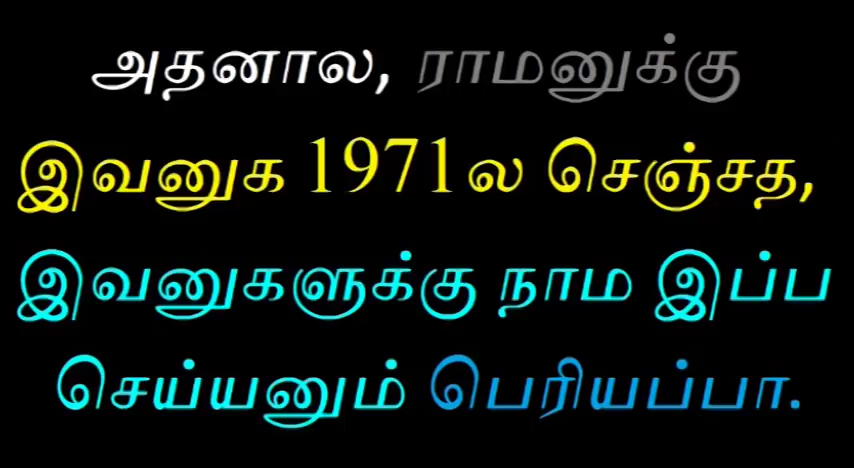 அதனால, ராமனுக்கு
இவனுக 1971ல செஞ்சத,
இவனுகளுக்கு நாம இப்ப
செய்யனும் பெரியப்பா.